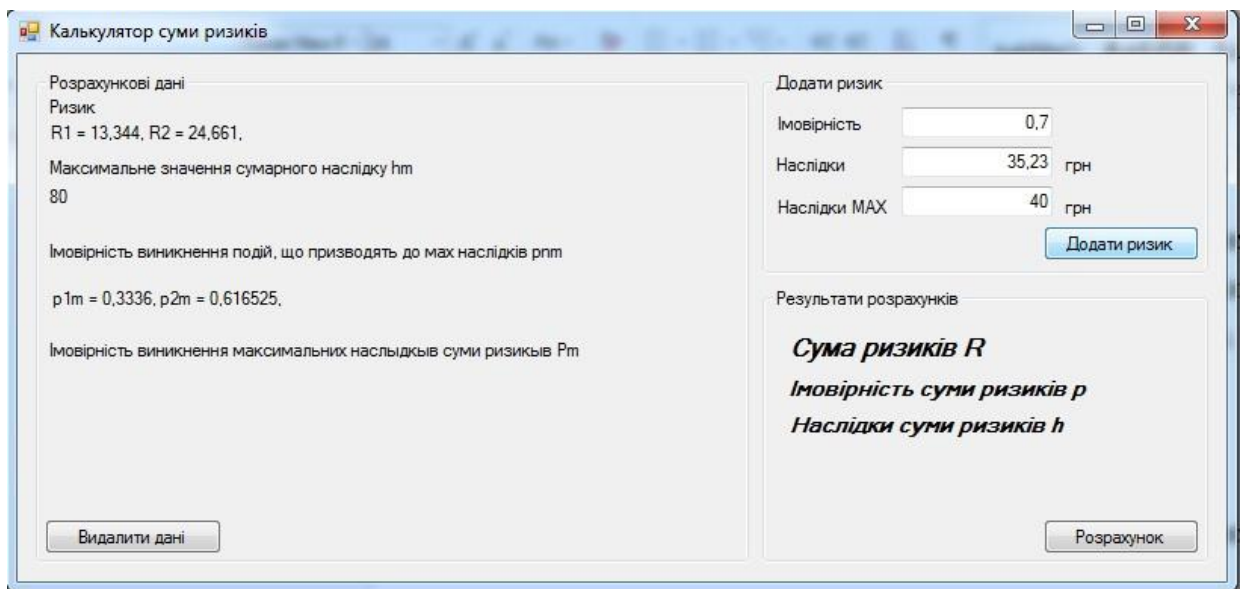 Калькулятор суми ризиків
Розрахункові дані
Ризик
R1 = 13,344, R2 = 24,661,
Максимальне значення сумарного наслідку hm
80
Імовірність виникнення подій, що призводять до мах наслідків pnm
p1m = 0,3336, p2m = 0,616525,
Імовірність виникнення максимальних наслыдкыв суми ризикыв Pm
Видалити дані
Додати ризик
Імовірність 0,7
Наслідки 35,23 грн
Наслідки MAX 40 грн
Додати ризик
Результати розрахунків
Сума ризиків R
Імовірність суми ризиків p
Наслідки суми ризиків h
Розрахунок